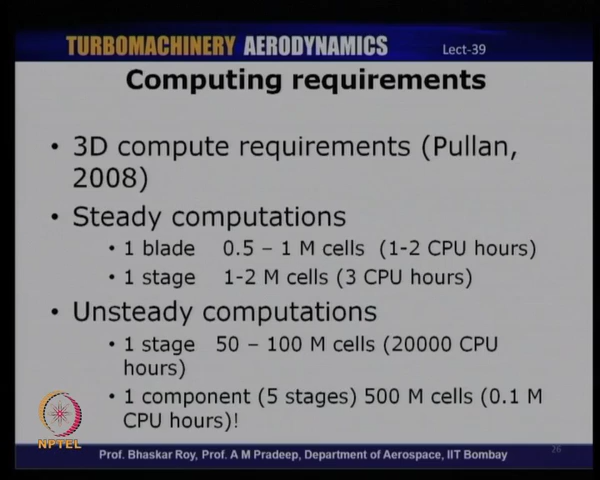 TURBOMACHINERY AERODYNAMICS Lect-39
Computing requirements
• 3D compute requirements (Pullan,
2008)
• Steady computations
• 1 blade 0.5 – 1 M cells (1-2 CPU hours)
• 1 stage 1-2 M cells (3 CPU hours)
• Unsteady computations
• 1 stage 50 – 100 M cells (20000 CPU
hours)
• 1 component (5 stages) 500 M cells (0.1 M
CPU hours)!
NPTEL
Prof. Bhaskar Roy, Prof. A M Pradeep, Department of Aerospace, IIT Bombay
26